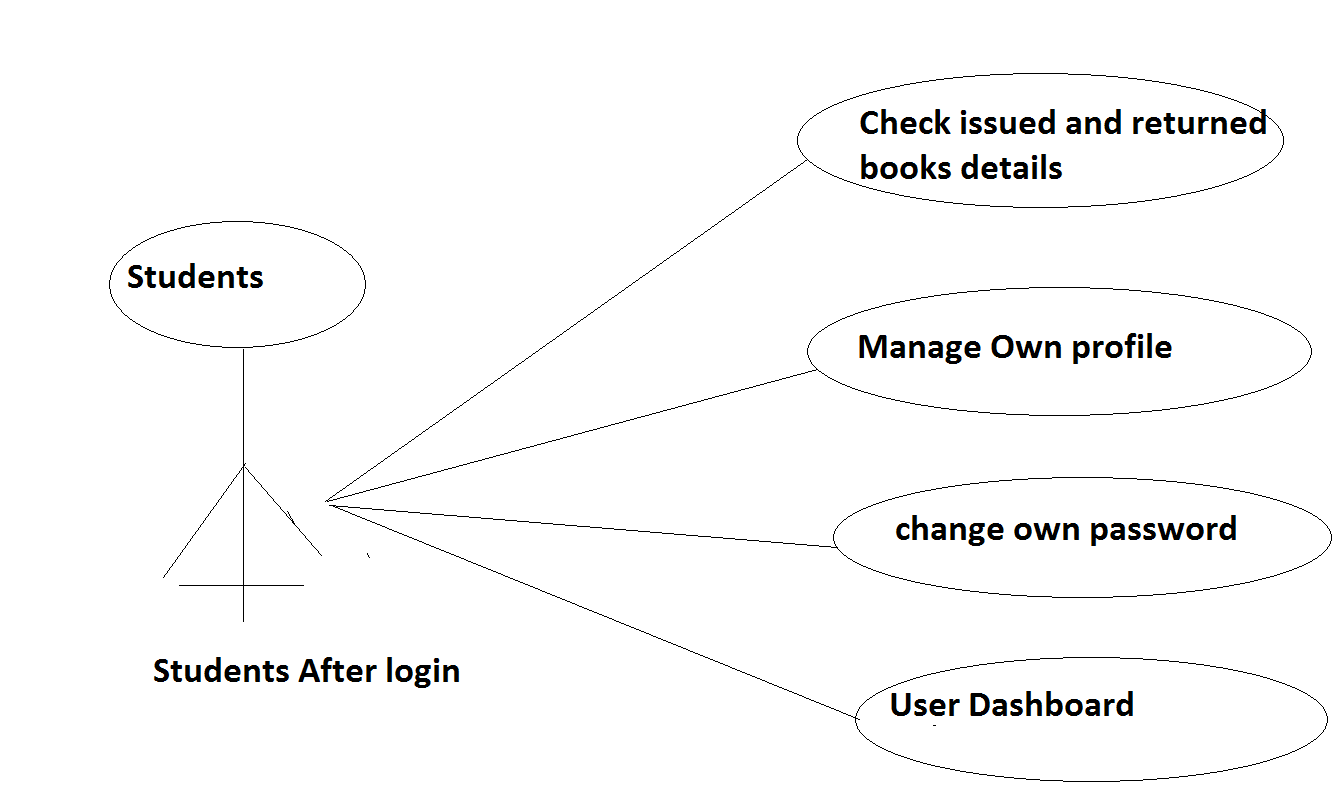 Check issued and returned
books details
Students
Manage Own profile
change own password
Students After login
User Dashboard